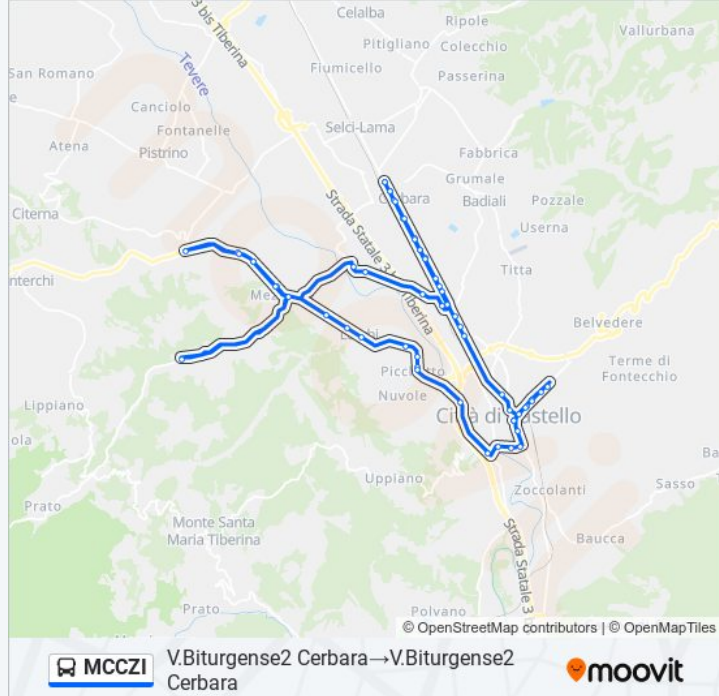 Celalba
Ripole
Vallurbana
3 bis Tiberina
Pitigliano
Colecchio
Fiumicello
Passerina
Tevere
San Romano
Canciolo
Selci-Lama
Fontanelle
Atena
Pistrino
Fabbrica
Grumale
Badiali
Pozzale
Userna
Citerna
Titta
Strada Statale 3 b
Tiberina
Belvedere
Terme di
Fontecchio
Nuvole
Lippiano
Città di
stello
Uppiano
Zoccolanti
Sasso
Prato
Monte Santa
Maria Tiberina
Baucca
Strada Statale 3
Prato
Polvano
© OpenStreetMap contributors | © OpenMapTiles
MCCZI
V.Biturgense2 Cerbara→V.Biturgense2
Cerbara
moovit